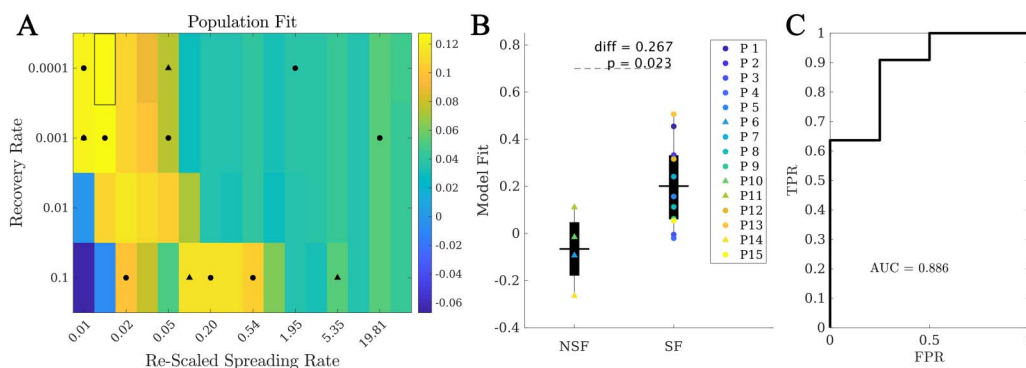 A
Population Fit
Recovery Rate
0.0001
0.001
0.01
0.1
0.01
0.02
0.05
0.20
0.54
1.95
5.35
19.81
Re-Scaled Spreading Rate
0.12
0.1
0.08
0.06
0.04
0.02
0
-0.02
-0.04
-0.06
B
Model Fit
0.8
0.6
0.4
0.2
0
-0.2
-0.4
diff = 0.267
p = 0.023
NSF
SF
P 1
P 2
P 3
P 4
P 5
P 6
P 7
P 8
P 9
P10
P11
P12
P13
P14
P15
C
TPR
1
0.9
0.8
0.7
0.6
0.5
0.4
0.3
0.2
0.1
0
AUC = 0.886
0.5
FPR